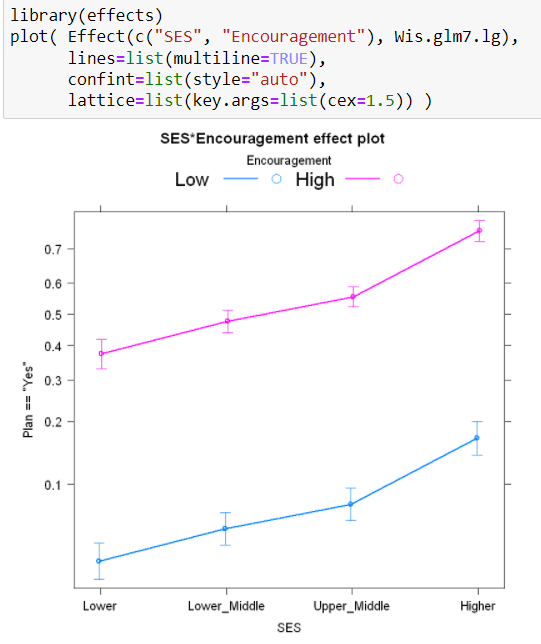 library(effects)
plot( Effect(c("SES", "Encouragement"), Wis.glm7.lg),
      lines=list(multiline=TRUE),
      confint=list(style="auto"),
      lattice=list(key.args=list(cex=1.5)) )
SES*Encouragement effect plot
Encouragement
Low High
0.7
0.6
0.5
0.4
0.3
0.2
0.1
Plan == "Yes"
Lower Lower_Middle Upper_Middle Higher
SES